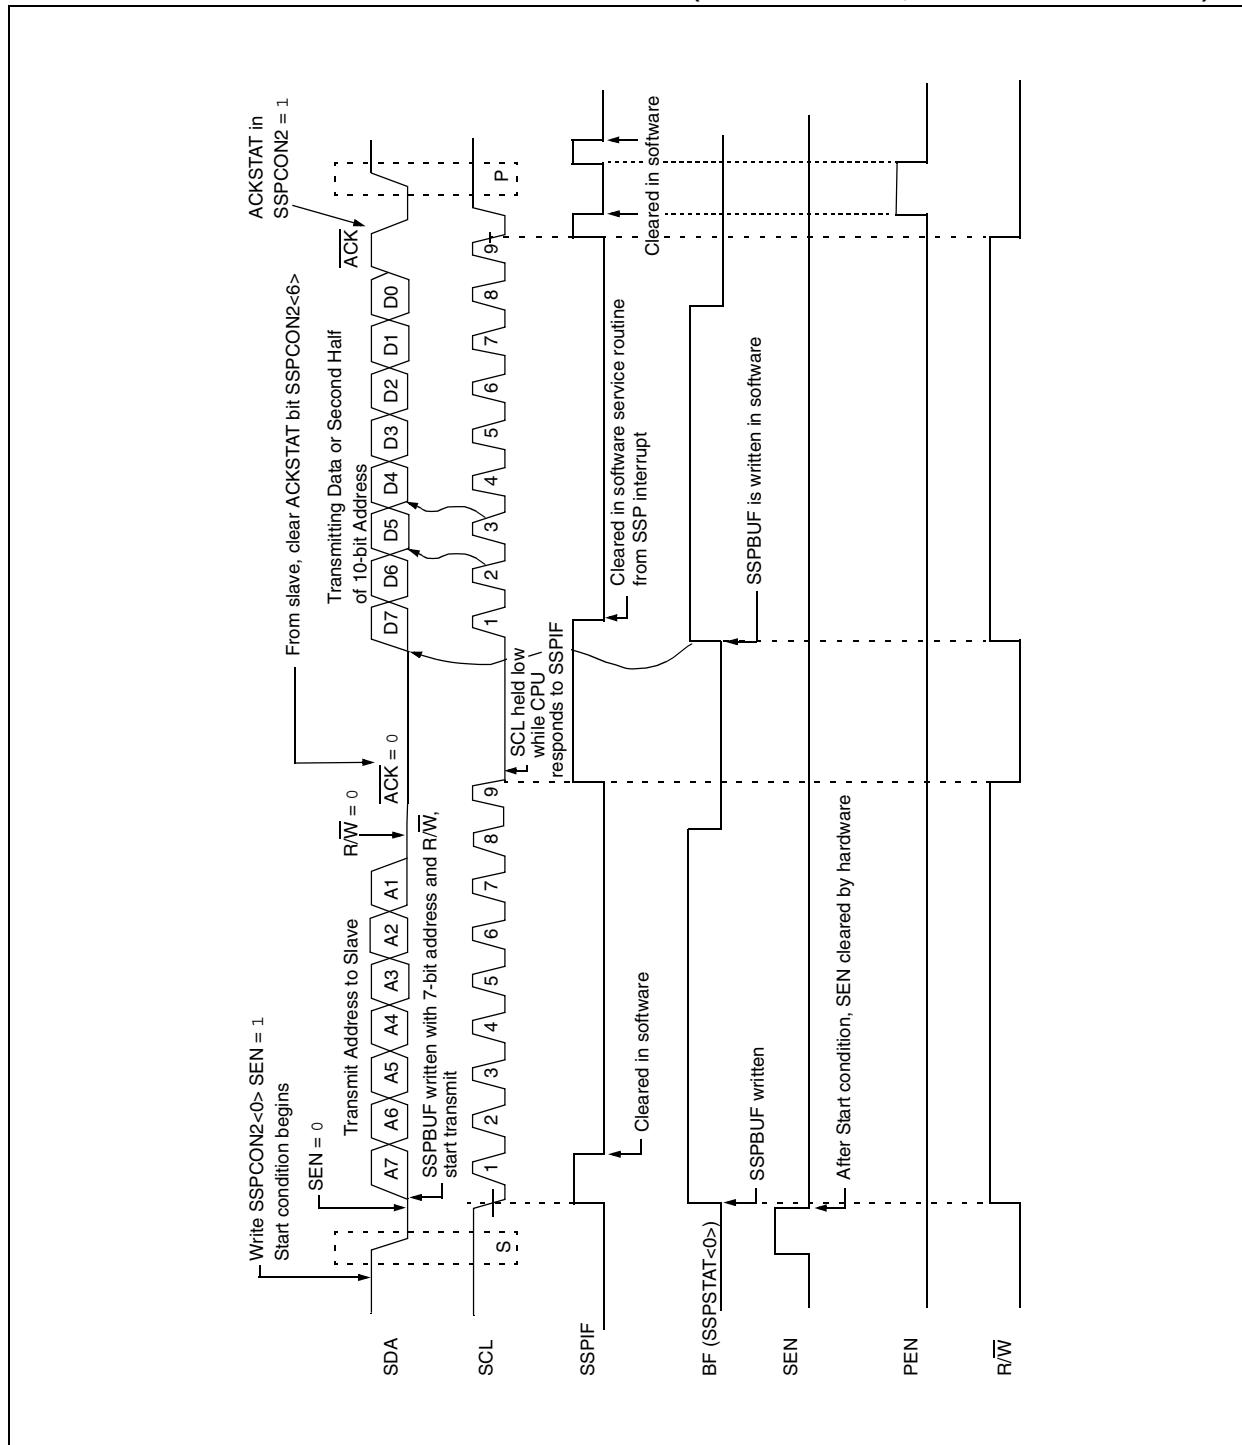 Write SSPCON2<0> SEN = 1
Start condition begins
SEN = 0
Transmit Address to Slave
R/W = 0
From slave, clear ACKSTAT bit SSPCON2<6>
ACK = 0
Transmitting Data or Second Half
of 10-bit Address
ACK
ACKSTAT in
SSPCON2 = 1
SDA
A7 A6 A5 A4 A3 A2 A1
D7 D6 D5 D4 D3 D2 D1 D0
SSPBUF written with 7-bit address and R/W,
start transmit
SCL
S
1 2 3 4 5 6 7 8 9
1 2 3 4 5 6 7 8 9
P
SCL held low
while CPU
responds to SSPIF
SSPIF
Cleared in software
Cleared in software service routine
from SSP interrupt
Cleared in software
BF (SSPSTAT<0>)
SSPBUF written
SSPBUF is written in software
SEN
After Start condition, SEN cleared by hardware
PEN
R/W